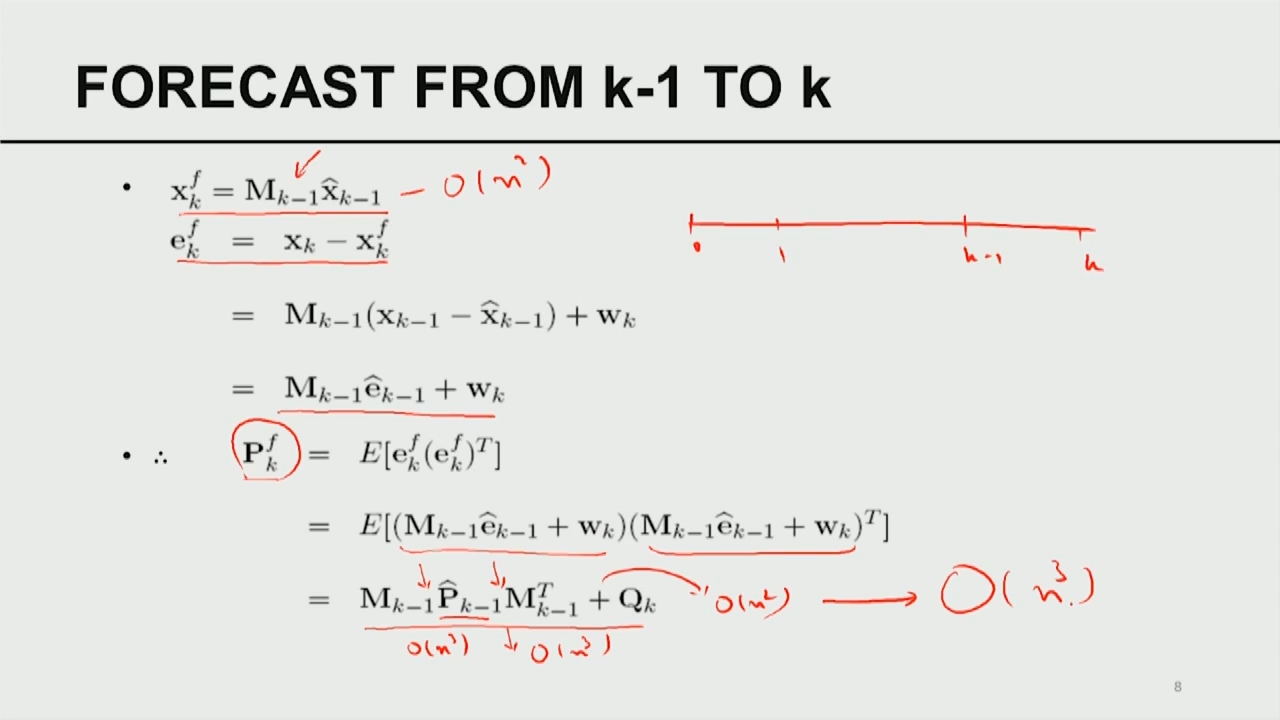 FORECAST FROM k-1 TO k
• x_k^f = M_{k−1}x̂_{k−1} – O(n²)
e_k^f = x_k − x_k^f
0 1 k-1 k
= M_{k−1}(x_{k−1} − x̂_{k−1}) + w_k
= M_{k−1}ê_{k−1} + w_k
• ∴ P_k^f = E[e_k^f(e_k^f)^T]
= E[(M_{k−1}ê_{k−1} + w_k)(M_{k−1}ê_{k−1} + w_k)^T]
= M_{k−1}P̂_{k−1}M_{k−1}^T + Q_k O(n²) → O(n³)
O(n³) O(n³)
8